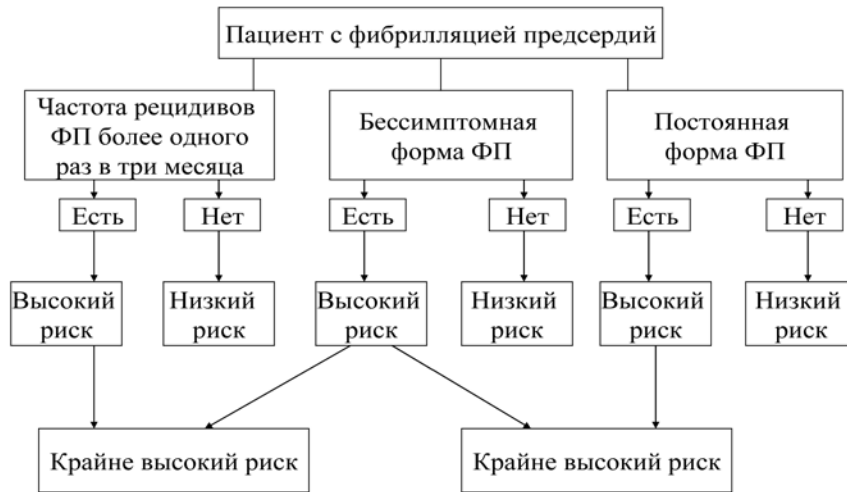 Пациент с фибрилляцией предсердий
Частота рецидивов
ФП более одного
раз в три месяца
Бессимптомная
форма ФП
Постоянная
форма ФП
Есть
Нет
Есть
Нет
Есть
Нет
Высокий
риск
Низкий
риск
Высокий
риск
Низкий
риск
Высокий
риск
Низкий
риск
Крайне высокий риск
Крайне высокий риск